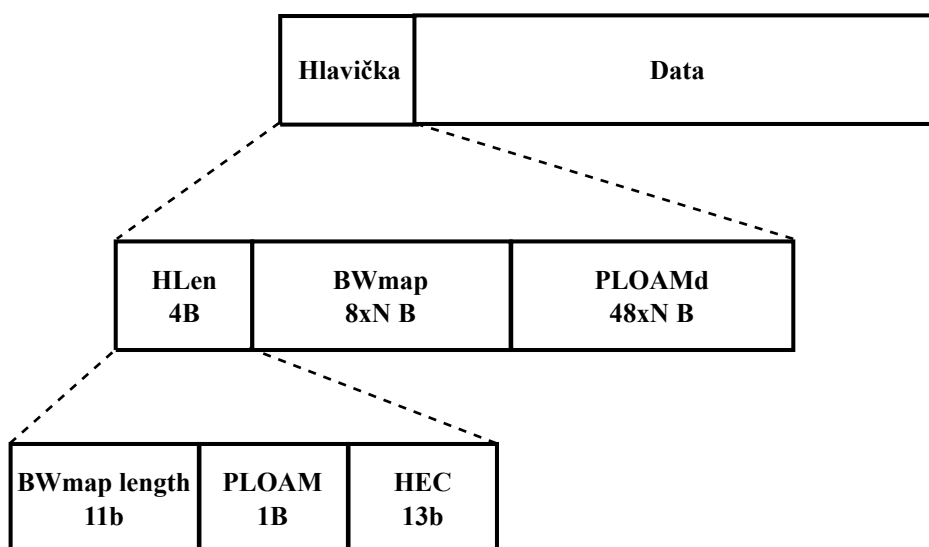 Hlavička
Data
HLen
4B
BWmap
8xN B
PLOAMd
48xN B
BWmap length
11b
PLOAM
1B
HEC
13b